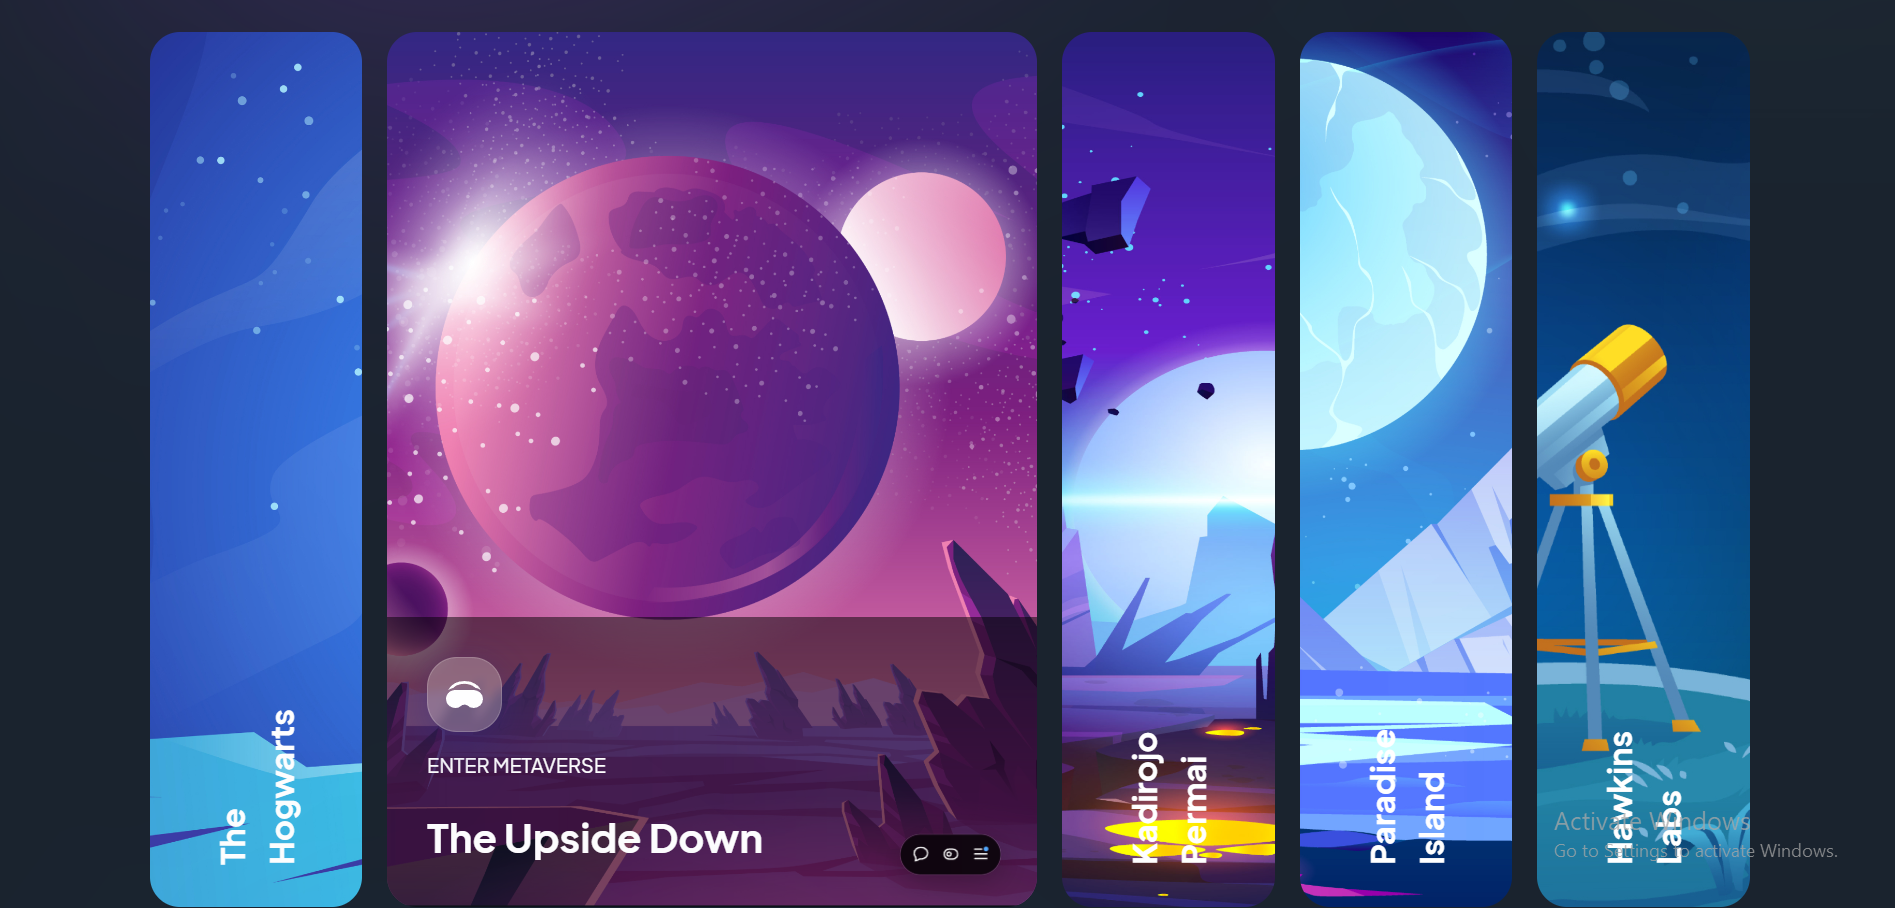 The
Hogwarts
ENTER METAVERSE
The Upside Down
Kadirojo
Permai
Paradise
Island
Hawkins
Labs
Activate Windows
Go to Settings to activate Windows.